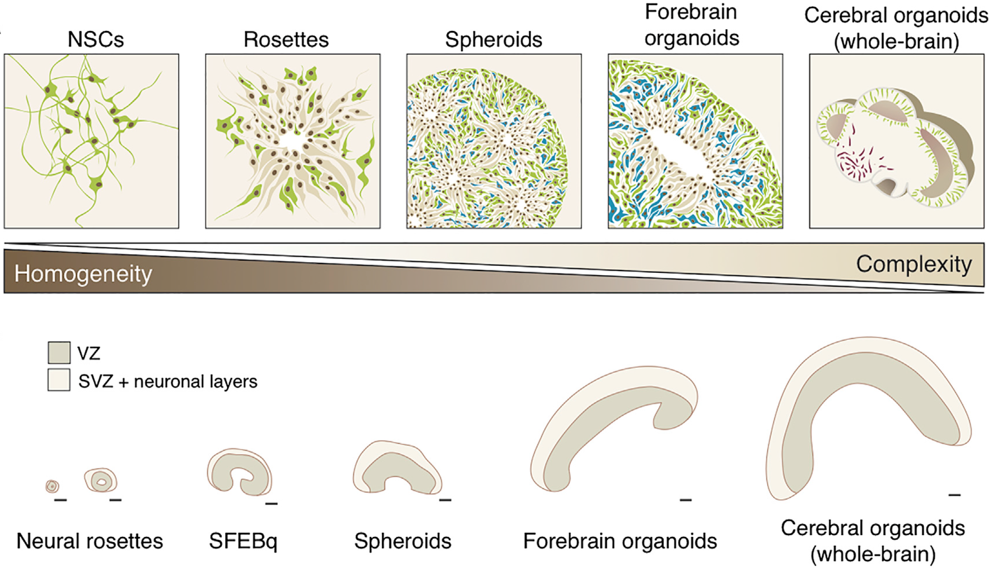 NSCs
Rosettes
Spheroids
Forebrain
organoids
Cerebral organoids
(whole-brain)
Homogeneity
Complexity
VZ
SVZ + neuronal layers
Neural rosettes
SFEBq
Spheroids
Forebrain organoids
Cerebral organoids
(whole-brain)